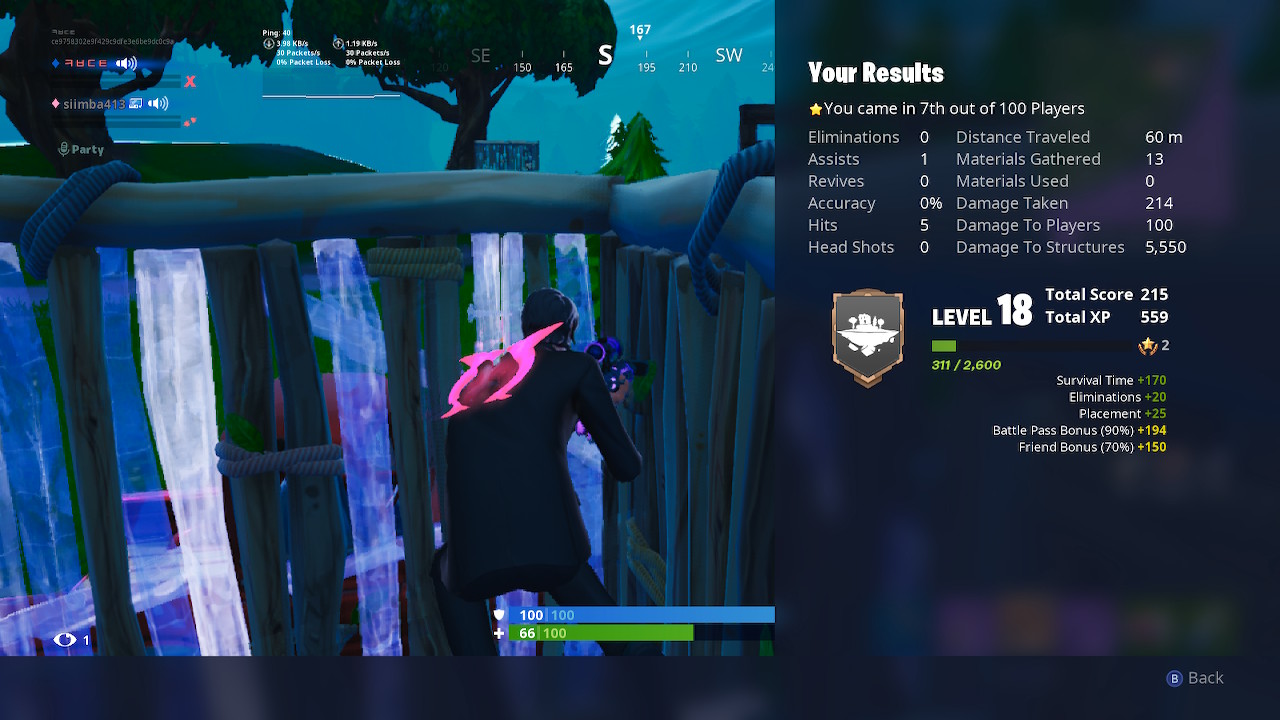 ce9758302e9f429c9dfe3e6be9dc0c9a
siimba413
Party
Ping: 40
3.98 KB/s 1.19 KB/s
30 Packets/s 30 Packets/s
0% Packet Loss 0% Packet Loss
167
120 SE 150 165 S 195 210 SW 24
100 | 100
66 | 100
1
Your Results
You came in 7th out of 100 Players
Eliminations 0 Distance Traveled 60 m
Assists 1 Materials Gathered 13
Revives 0 Materials Used 0
Accuracy 0% Damage Taken 214
Hits 5 Damage To Players 100
Head Shots 0 Damage To Structures 5,550
LEVEL 18
Total Score 215
Total XP 559
2
311 / 2,600
Survival Time +170
Eliminations +20
Placement +25
Battle Pass Bonus (90%) +194
Friend Bonus (70%) +150
B Back